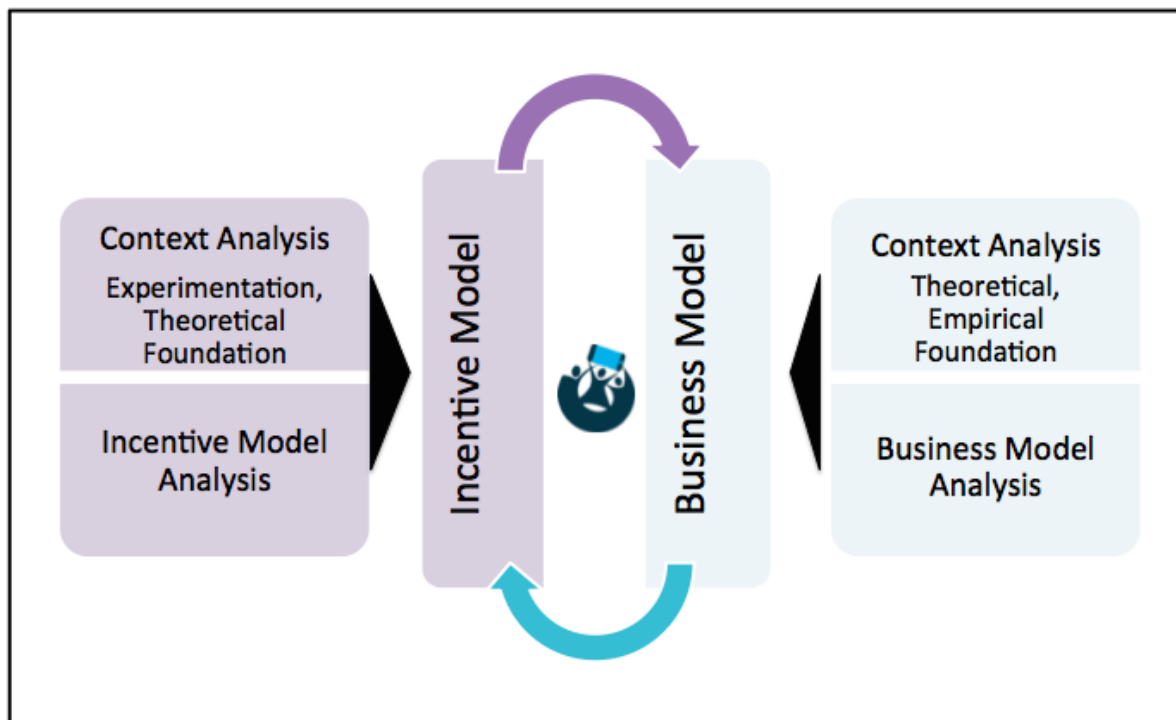 Context Analysis
Experimentation,
Theoretical
Foundation
Incentive Model
Analysis
Incentive Model
Business Model
Context Analysis
Theoretical,
Empirical
Foundation
Business Model
Analysis